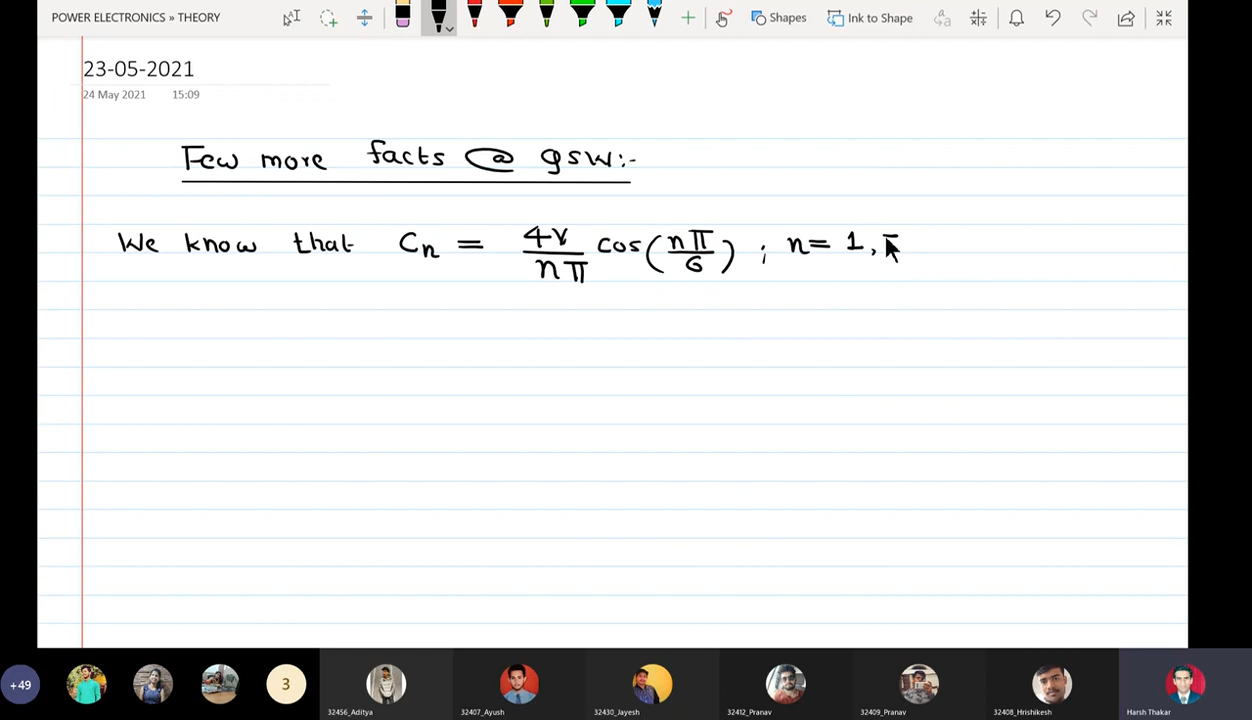 POWER ELECTRONICS » THEORY
Shapes
Ink to Shape
23-05-2021
24 May 2021 15:09
Few more facts @ qsw:-
We know that Cn = 4V/nπ cos(nπ/6) ; n= 1,
+49
3
32456_Aditya
32407_Ayush
32430_Jayesh
32412_Pranav
32409_Pranav
32408_Hrishikesh
Harsh Thakar